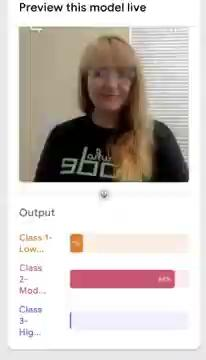 Preview this model live
Output
Class 1-
Low...
Class
2-
Mod...
Class
3-
Hig...